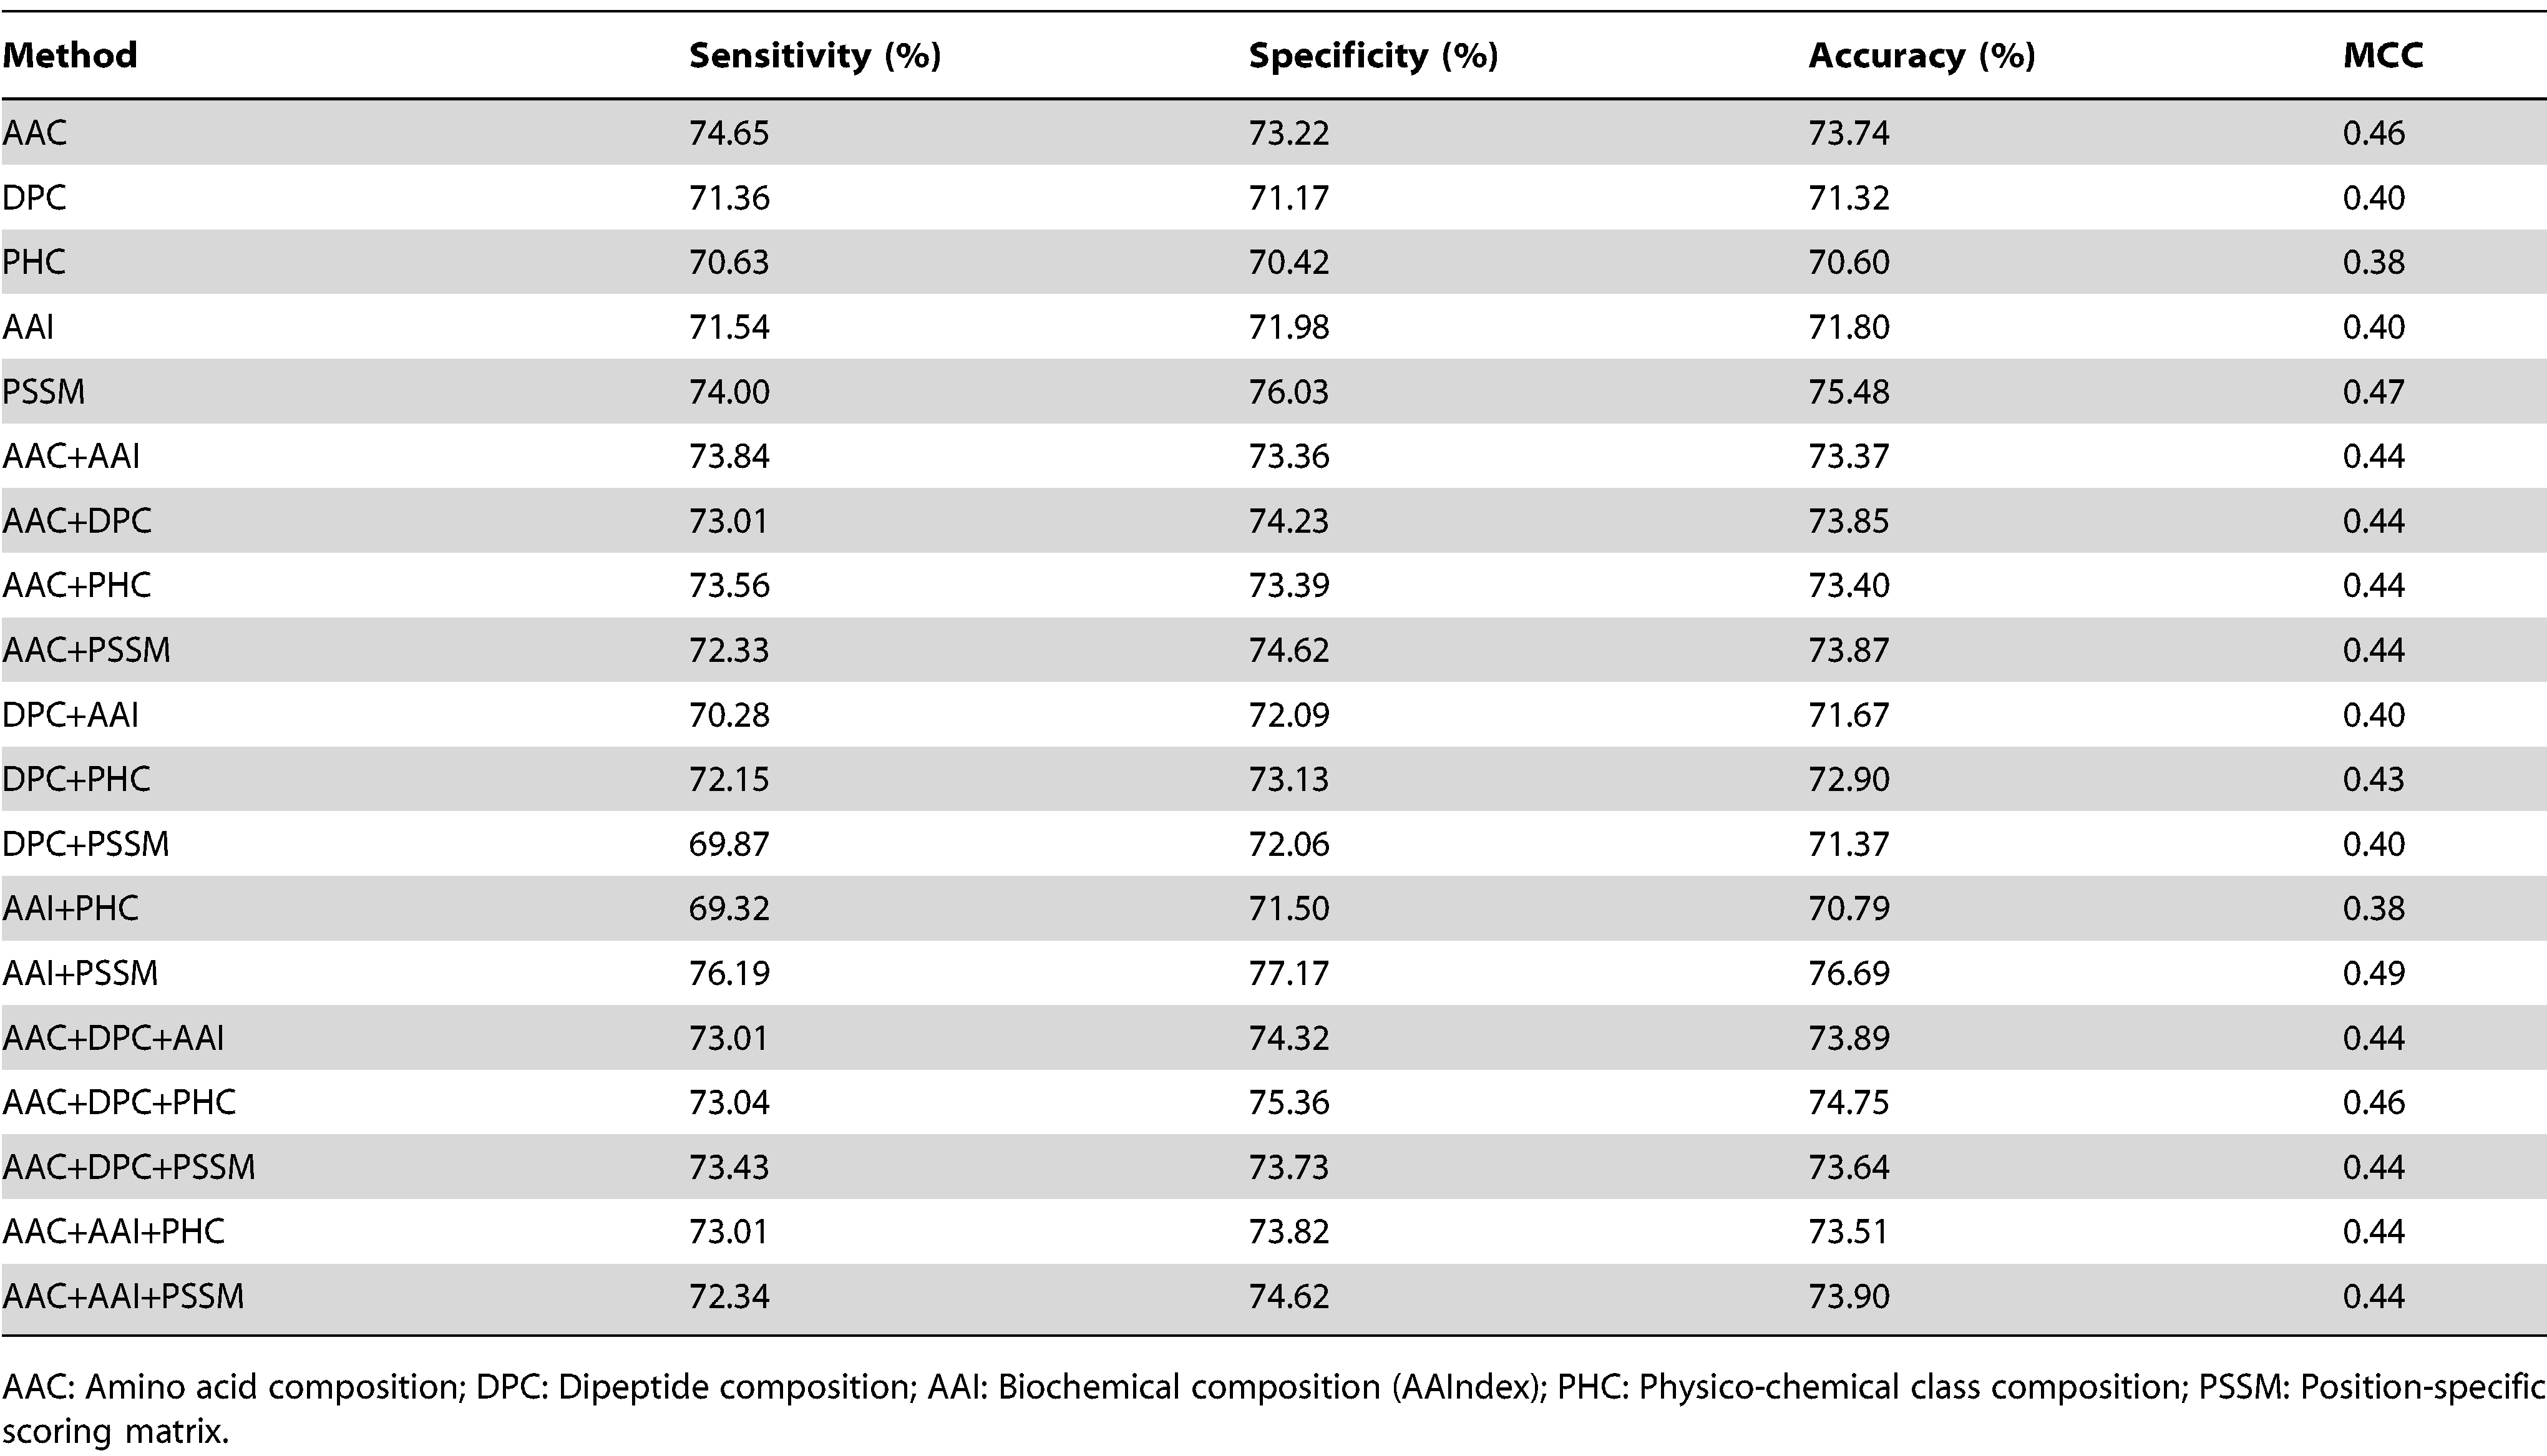 Method Sensitivity (%) Specificity (%) Accuracy (%) MCC
AAC 74.65 73.22 73.74 0.46
DPC 71.36 71.17 71.32 0.40
PHC 70.63 70.42 70.60 0.38
AAI 71.54 71.98 71.80 0.40
PSSM 74.00 76.03 75.48 0.47
AAC+AAI 73.84 73.36 73.37 0.44
AAC+DPC 73.01 74.23 73.85 0.44
AAC+PHC 73.56 73.39 73.40 0.44
AAC+PSSM 72.33 74.62 73.87 0.44
DPC+AAI 70.28 72.09 71.67 0.40
DPC+PHC 72.15 73.13 72.90 0.43
DPC+PSSM 69.87 72.06 71.37 0.40
AAI+PHC 69.32 71.50 70.79 0.38
AAI+PSSM 76.19 77.17 76.69 0.49
AAC+DPC+AAI 73.01 74.32 73.89 0.44
AAC+DPC+PHC 73.04 75.36 74.75 0.46
AAC+DPC+PSSM 73.43 73.73 73.64 0.44
AAC+AAI+PHC 73.01 73.82 73.51 0.44
AAC+AAI+PSSM 72.34 74.62 73.90 0.44
AAC: Amino acid composition; DPC: Dipeptide composition; AAI: Biochemical composition (AAIndex); PHC: Physico-chemical class composition; PSSM: Position-specific
scoring matrix.